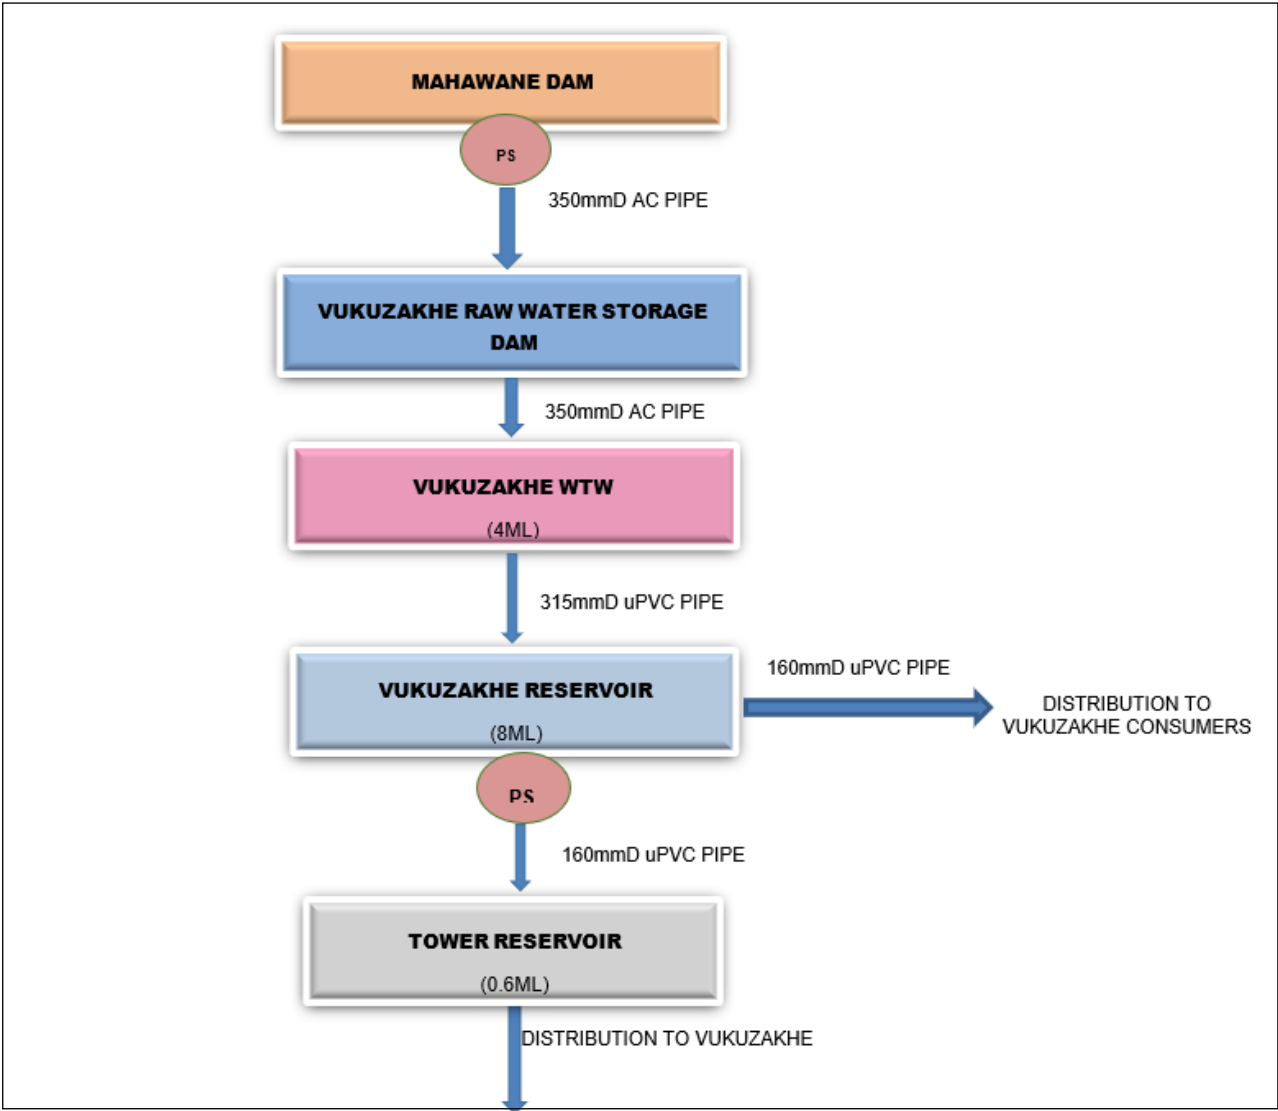 MAHAWANE DAM
PS
350mmD AC PIPE
VUKUZAKHE RAW WATER STORAGE
DAM
350mmD AC PIPE
VUKUZAKHE WTW
(4ML)
315mmD uPVC PIPE
VUKUZAKHE RESERVOIR
(8ML)
160mmD uPVC PIPE
DISTRIBUTION TO
VUKUZAKHE CONSUMERS
PS
160mmD uPVC PIPE
TOWER RESERVOIR
(0.6ML)
DISTRIBUTION TO VUKUZAKHE